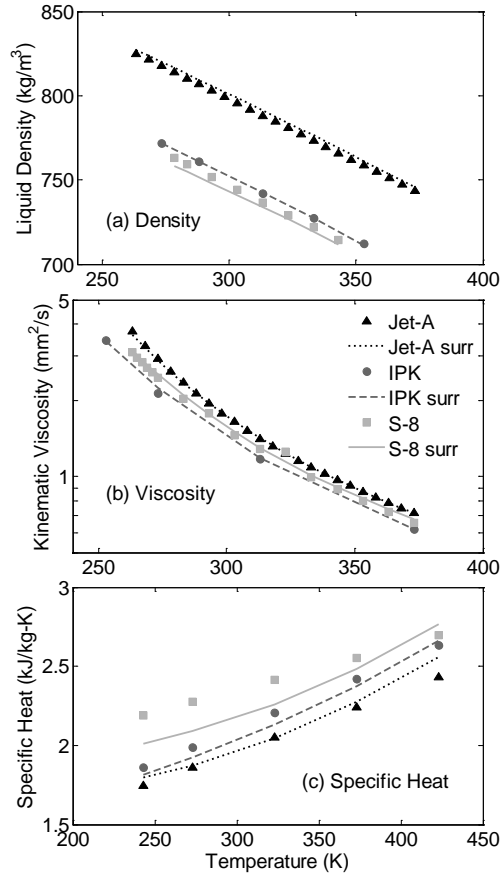 850
800
750
700
Liquid Density (kg/m³)
(a) Density
250
300
350
400
5
1
Kinematic Viscosity (mm²/s)
Jet-A
Jet-A surr
IPK
IPK surr
S-8
S-8 surr
(b) Viscosity
200
250
300
350
400
3
2.5
2
1.5
Specific Heat (kJ/kg-K)
(c) Specific Heat
200
250
300
350
400
450
Temperature (K)